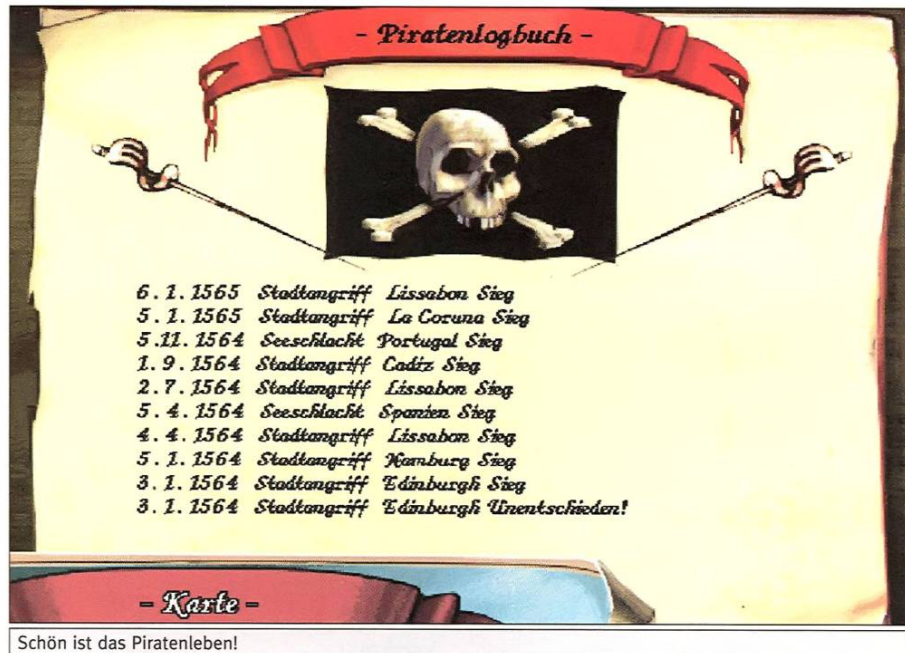 - Piratenlogbuch -
6.1.1565 Stadtangriff Lissabon Sieg
5.1.1565 Stadtangriff La Coruna Sieg
5.11.1564 Seeschlacht Portugal Sieg
1.9.1564 Stadtangriff Cadiz Sieg
2.7.1564 Stadtangriff Lissabon Sieg
5.4.1564 Seeschlacht Spanien Sieg
4.4.1564 Stadtangriff Lissabon Sieg
5.1.1564 Stadtangriff Hamburg Sieg
3.1.1564 Stadtangriff Edinburgh Sieg
3.1.1564 Stadtangriff Edinburgh Unentschieden!
- Karte -
Schön ist das Piratenleben!